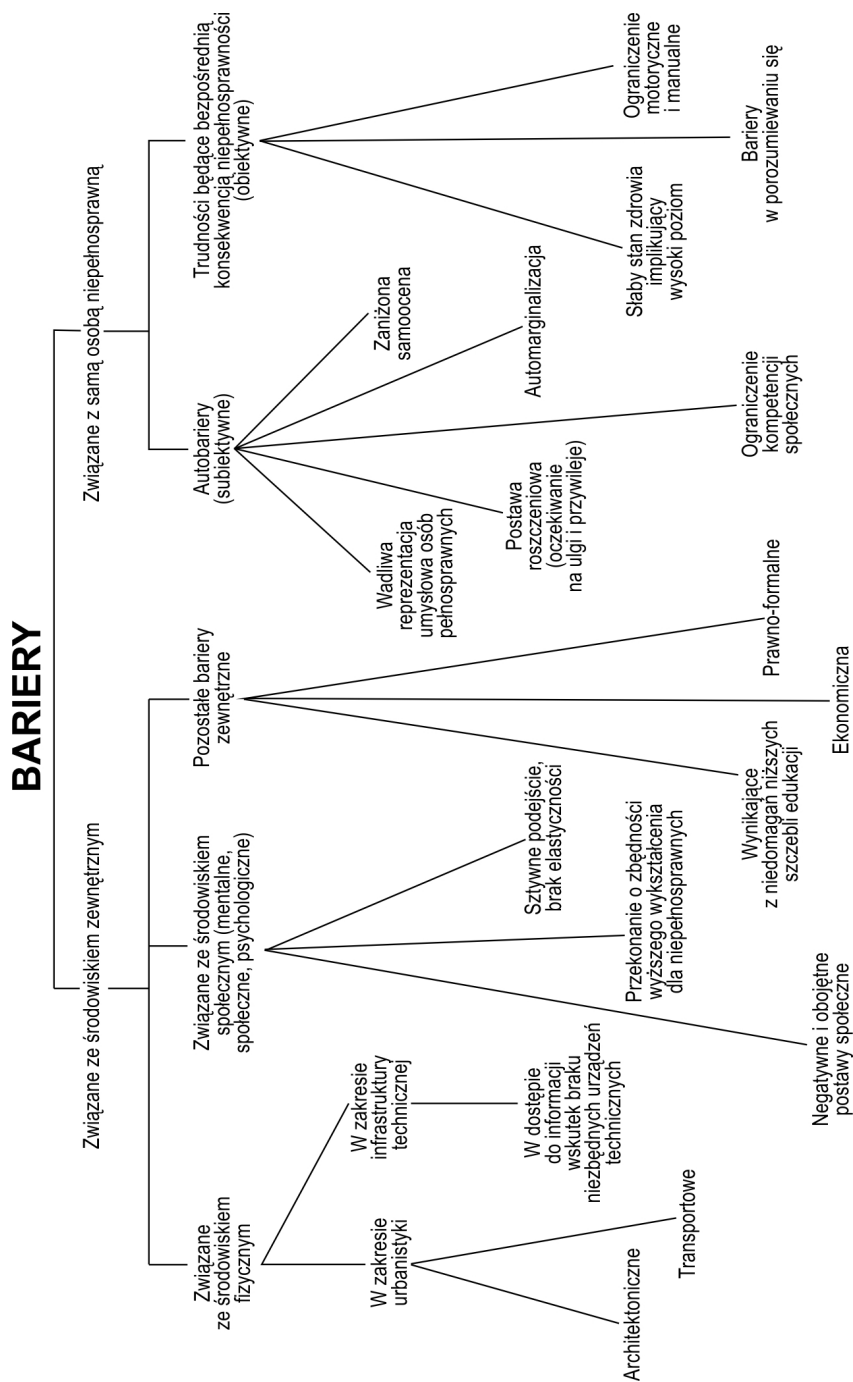 BARIERY
Związane ze środowiskiem zewnętrznym
Związane z samą osobą niepełnosprawną
Związane
ze środowiskiem
fizycznym
Związane ze środowiskiem
społecznym (mentalne,
społeczne, psychologiczne)
Pozostałe bariery
zewnętrzne
Autobariery
(subiektywne)
Trudności będące bezpośrednią
konsekwencją niepełnosprawności
(obiektywne)
W zakresie
urbanistyki
W zakresie
infrastruktury
technicznej
Architektoniczne
Transportowe
W dostępie
do informacji
wskutek braku
niezbędnych urządzeń
technicznych
Negatywne i obojętne
postawy społeczne
Przekonanie o zbędności
wyższego wykształcenia
dla niepełnosprawnych
Sztywne podejście,
brak elastyczności
Wynikające
z niedomagań niższych
szczebli edukacji
Ekonomiczna
Prawno-formalne
Wadliwa
reprezentacja
umysłowa osób
pełnosprawnych
Postawa
roszczeniowa
(oczekiwanie
na ulgi i przywileje)
Ograniczenie
kompetencji
społecznych
Automarginalizacja
Zaniżona
samoocena
Słaby stan zdrowia
implikujący
wysoki poziom
Bariery
w porozumiewaniu się
Ograniczenie
motoryczne
i manualne